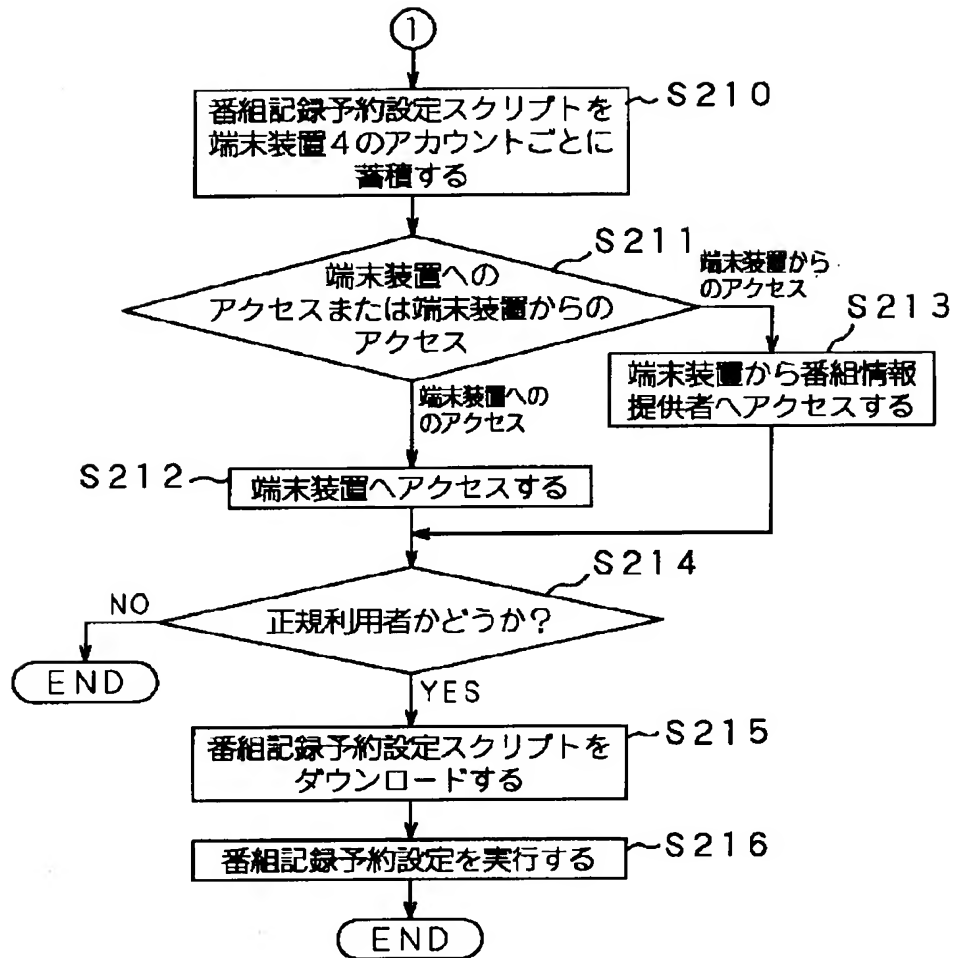 1
番組記録予約設定スクリプトを
端末装置4のアカウントごとに
蓄積する
S210
端末装置への
アクセスまたは端末装置からの
アクセス
S211
端末装置から
のアクセス
S213
端末装置から番組情報
提供者へアクセスする
端末装置への
のアクセス
S212
端末装置へアクセスする
S214
正規利用者かどうか?
NO
END
YES
番組記録予約設定スクリプトを
ダウンロードする
S215
番組記録予約設定を実行する
S216
END